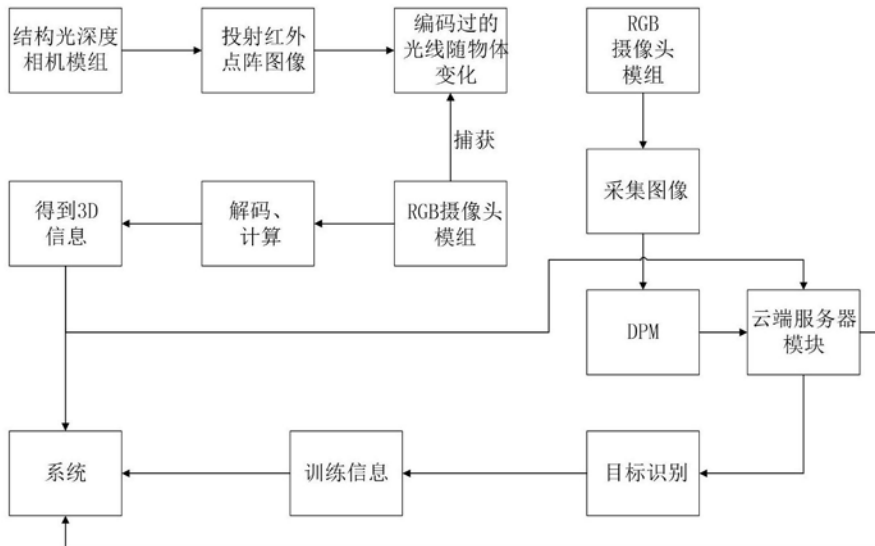 结构光深度
相机模组
投射红外
点阵图像
编码过的
光线随物体
变化
RGB
摄像头
模组
捕获
采集图像
得到3D
信息
解码、
计算
RGB摄像头
模组
DPM
云端服务器
模块
系统
训练信息
目标识别